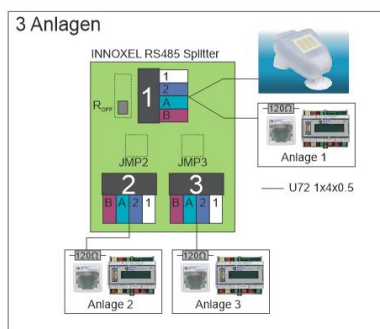 3 Anlagen
INNOXEL RS485 Splitter
R OFF
1
1
2
A
B
120Ω
Anlage 1
U72 1x4x0.5
JMP2
JMP3
2
3
B A 2 1
B A 2 1
120Ω
120Ω
Anlage 2
Anlage 3